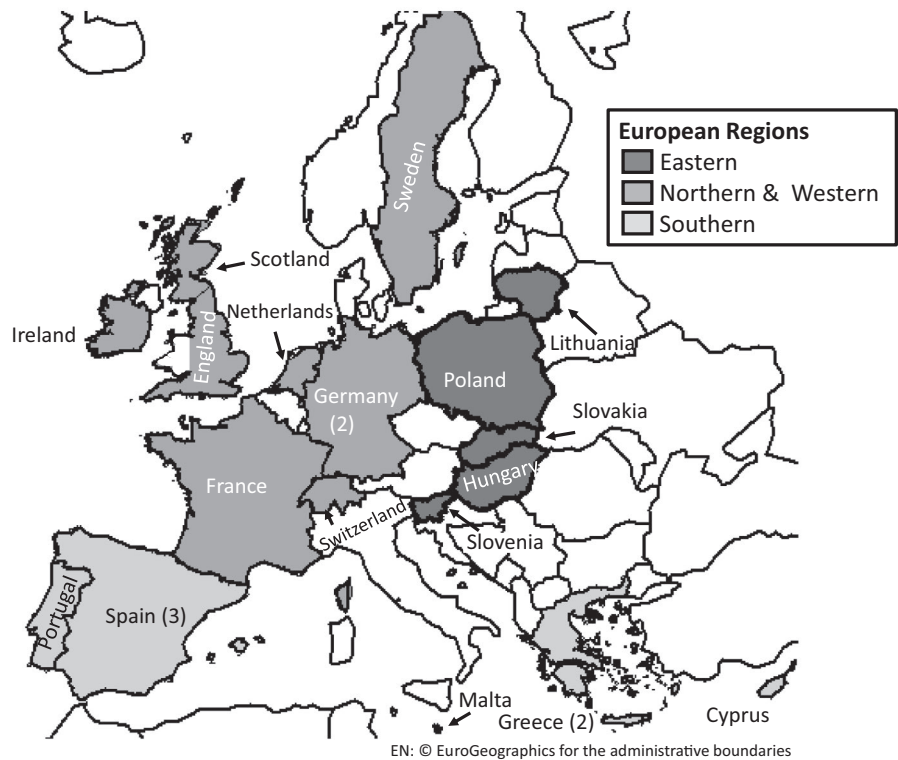 European Regions
Eastern
Northern & Western
Southern
Sweden
Scotland
Netherlands
Ireland
England
Lithuania
Germany
(2)
Poland
Slovakia
France
Hungary
Switzerland
Slovenia
Portugal
Spain (3)
Malta
Greece (2)
Cyprus
EN: © EuroGeographics for the administrative boundaries